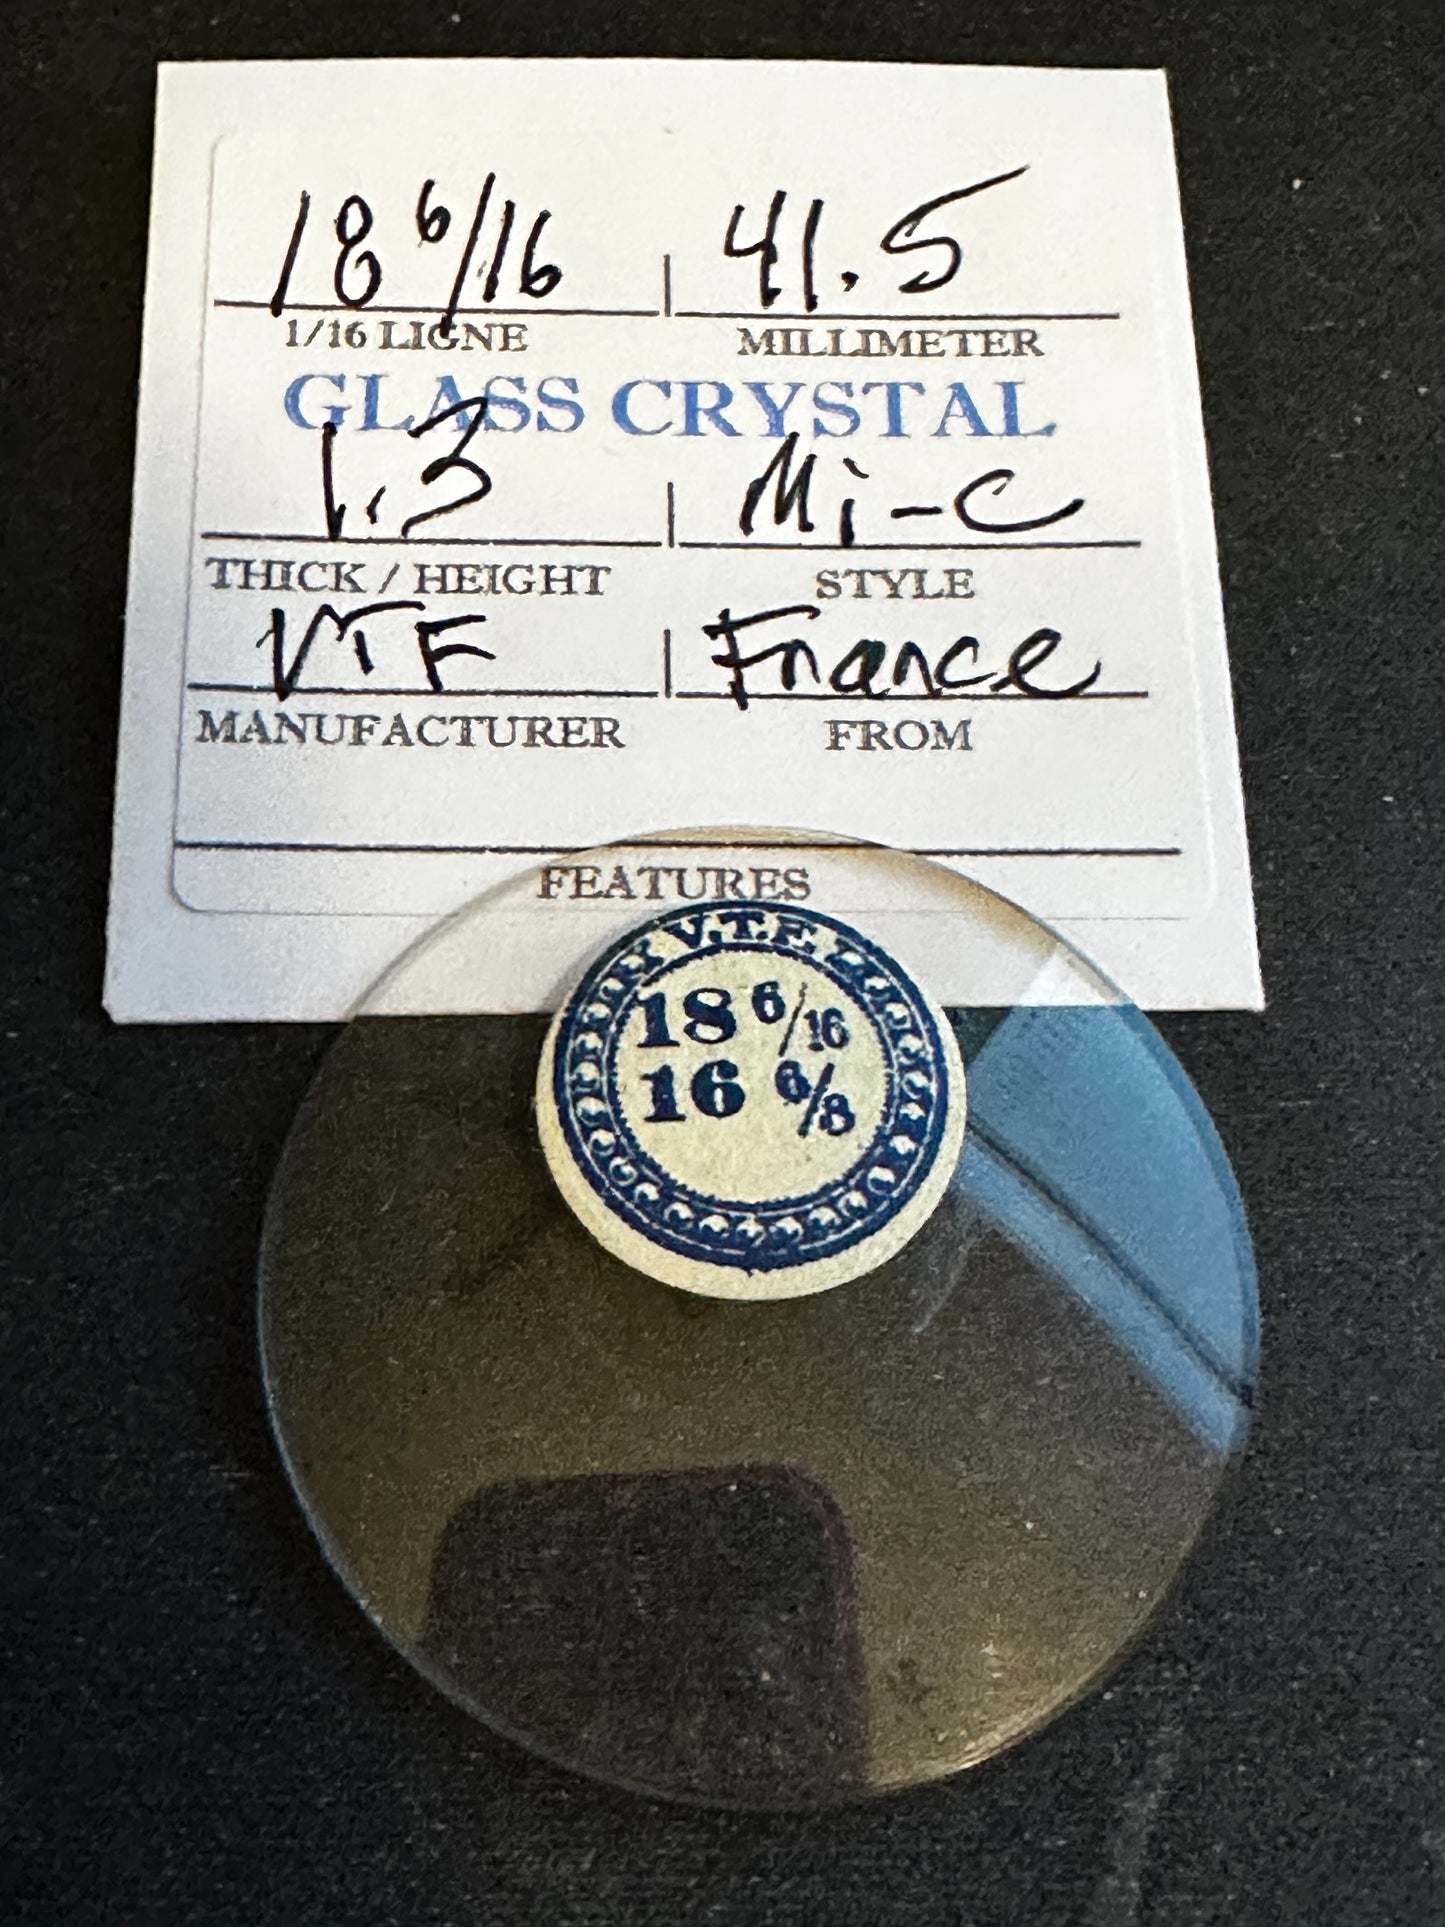 18 6/16 | 41.5
1/16 LIGNE MILLIMETER
GLASS CRYSTAL
1.3 | Mi-C
THICK / HEIGHT STYLE
VTF | France
MANUFACTURER FROM
FEATURES
V.T.F.
18 6/16
16 6/8